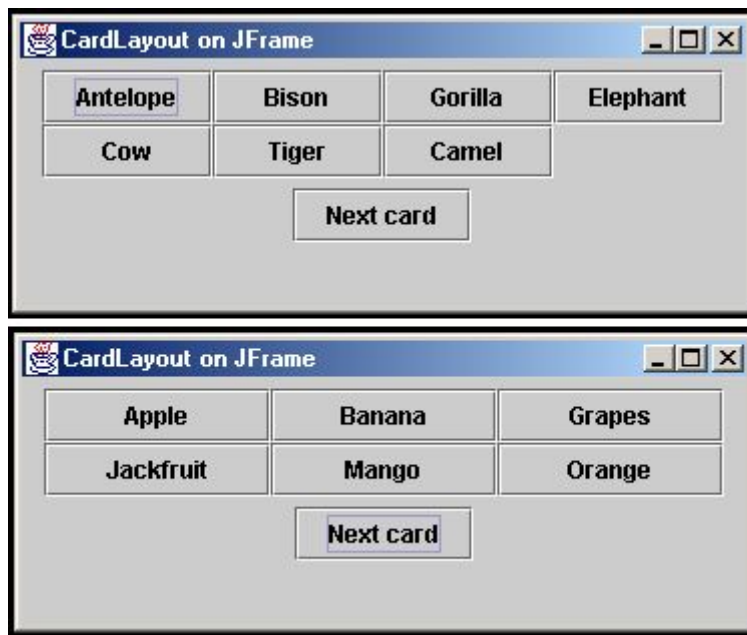 CardLayout on JFrame
Antelope Bison Gorilla Elephant
Cow Tiger Camel
Next card
CardLayout on JFrame
Apple Banana Grapes
Jackfruit Mango Orange
Next card